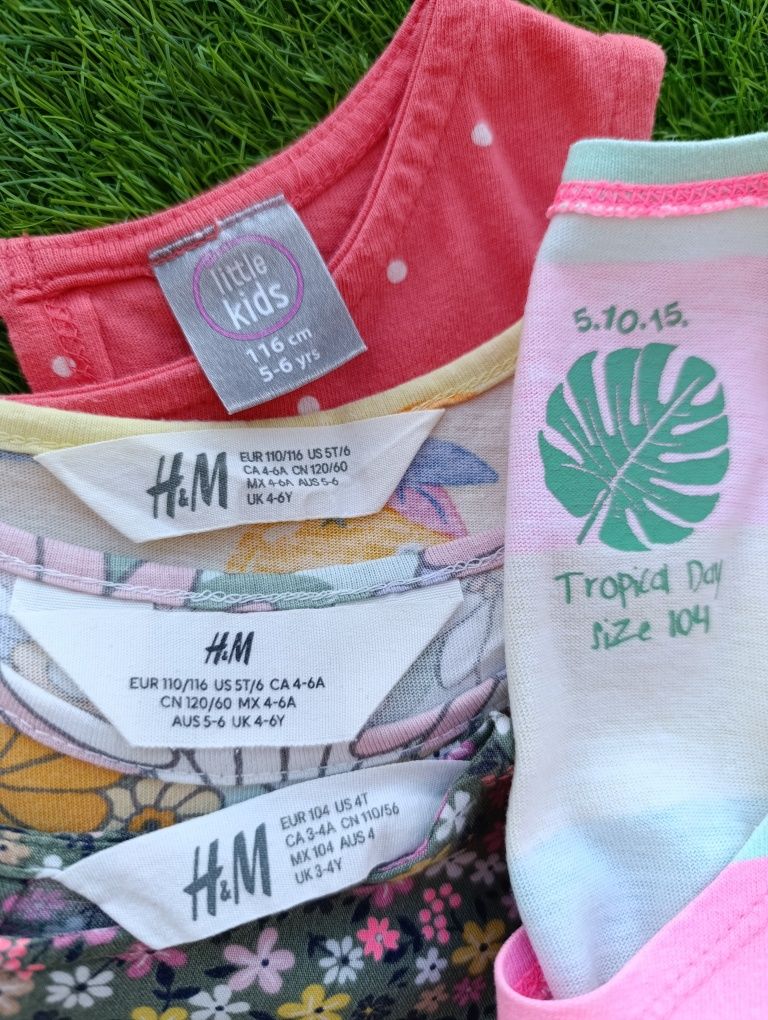 little
kids
116 cm
5-6 yrs
H&M
EUR 110/116 US 5T/6
CA 4-6A CN 120/60
MX 4-6A AUS 5-6
UK 4-6Y
H&M
EUR 110/116 US 5T/6 CA 4-6A
CN 120/60 MX 4-6A
AUS 5-6 UK 4-6Y
H&M
EUR 104 US 4T
CA 3-4A CN 110/56
MX 104 AUS 4
UK 3-4Y
5.10.15.
Tropical Day
size 104